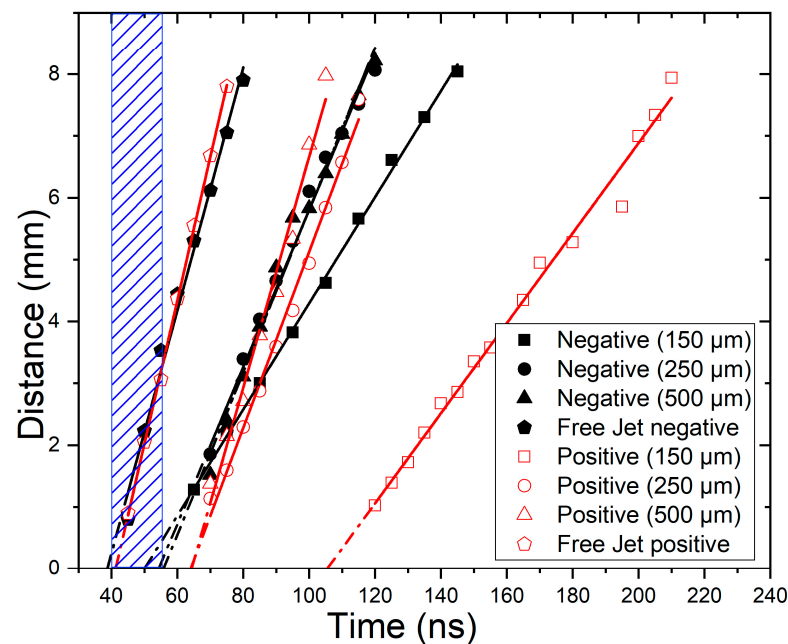 8
6
4
2
0
Distance (mm)
Negative (150 μm)
Negative (250 μm)
Negative (500 μm)
Free Jet negative
Positive (150 μm)
Positive (250 μm)
Positive (500 μm)
Free Jet positive
40 60 80 100 120 140 160 180 200 220 240
Time (ns)